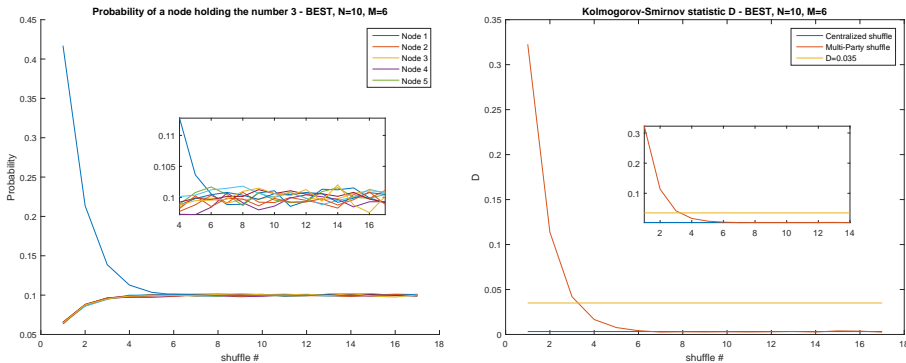 Probability of a node holding the number 3 - BEST, N=10, M=6
0.45
0.4
0.35
0.3
0.25
0.2
0.15
0.1
0.05
Probability
0 2 4 6 8 10 12 14 16 18
shuffle #
Node 1
Node 2
Node 3
Node 4
Node 5
0.11
0.105
0.1
4 6 8 10 12 14 16
Kolmogorov-Smirnov statistic D - BEST, N=10, M=6
0.35
0.3
0.25
0.2
0.15
0.1
0.05
0
D
0 2 4 6 8 10 12 14 16 18
shuffle #
Centralized shuffle
Multi-Party shuffle
D=0.035
0.3
0.2
0.1
2 4 6 8 10 12 14